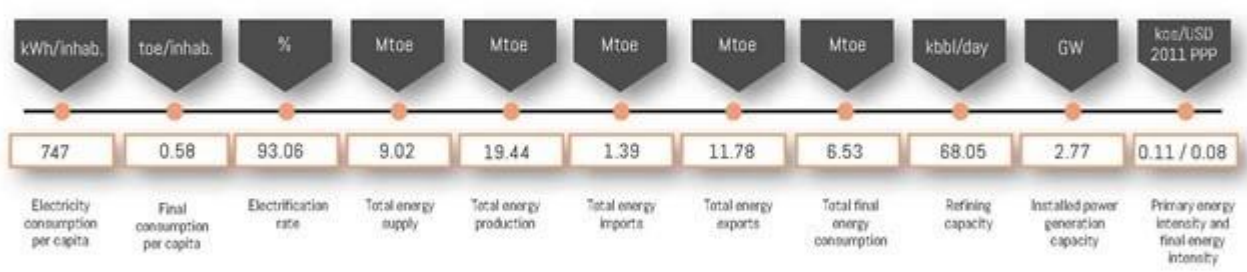 kWh/inhab.
toe/inhab.
%
Mtoe
Mtoe
Mtoe
Mtoe
Mtoe
kbbl/day
GW
koe/USD
2011 PPP
747
0.58
93.06
9.02
19.44
1.39
11.78
6.53
68.05
2.77
0.11 / 0.08
Electricity
consumption
per capita
Final
consumption
per capita
Electrification
rate
Total energy
supply
Total energy
production
Total energy
imports
Total energy
exports
Total final
energy
consumption
Refining
capacity
Installed power
generation
capacity
Primary energy
intensity and
final energy
intensity